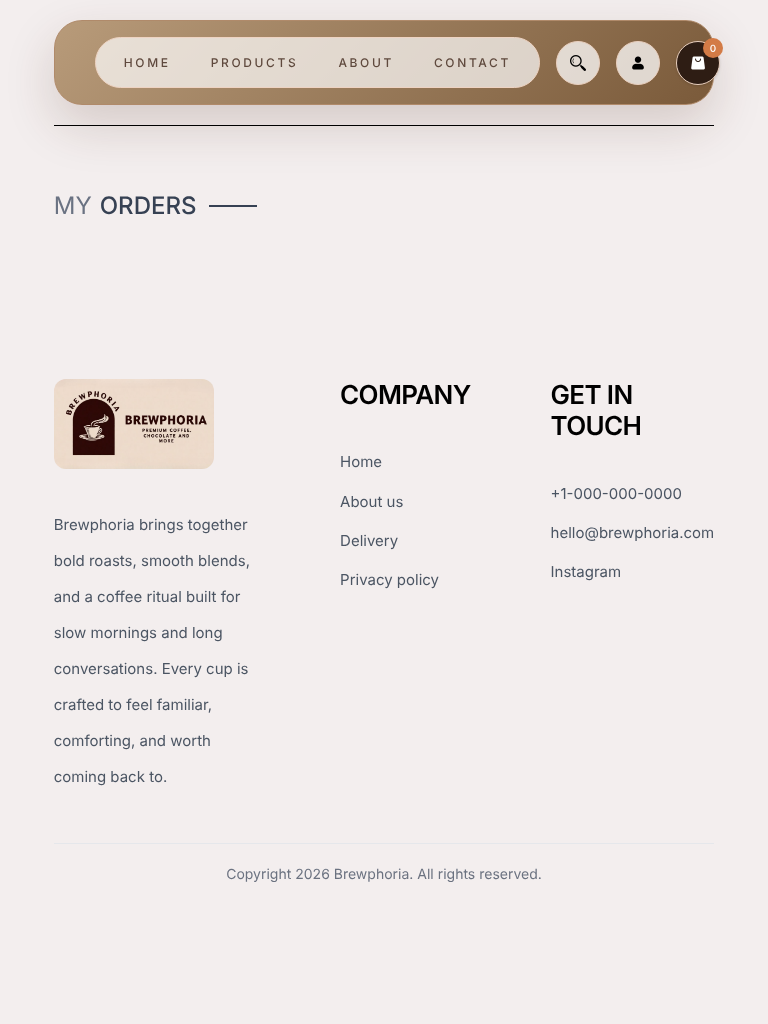 HOME PRODUCTS ABOUT CONTACT 0
MY ORDERS
BREWPHORIA
BREWPHORIA
PREMIUM COFFEE,
CHOCOLATE AND
MORE
Brewphoria brings together
bold roasts, smooth blends,
and a coffee ritual built for
slow mornings and long
conversations. Every cup is
crafted to feel familiar,
comforting, and worth
coming back to.
COMPANY
Home
About us
Delivery
Privacy policy
GET IN
TOUCH
+1-000-000-0000
hello@brewphoria.com
Instagram
Copyright 2026 Brewphoria. All rights reserved.